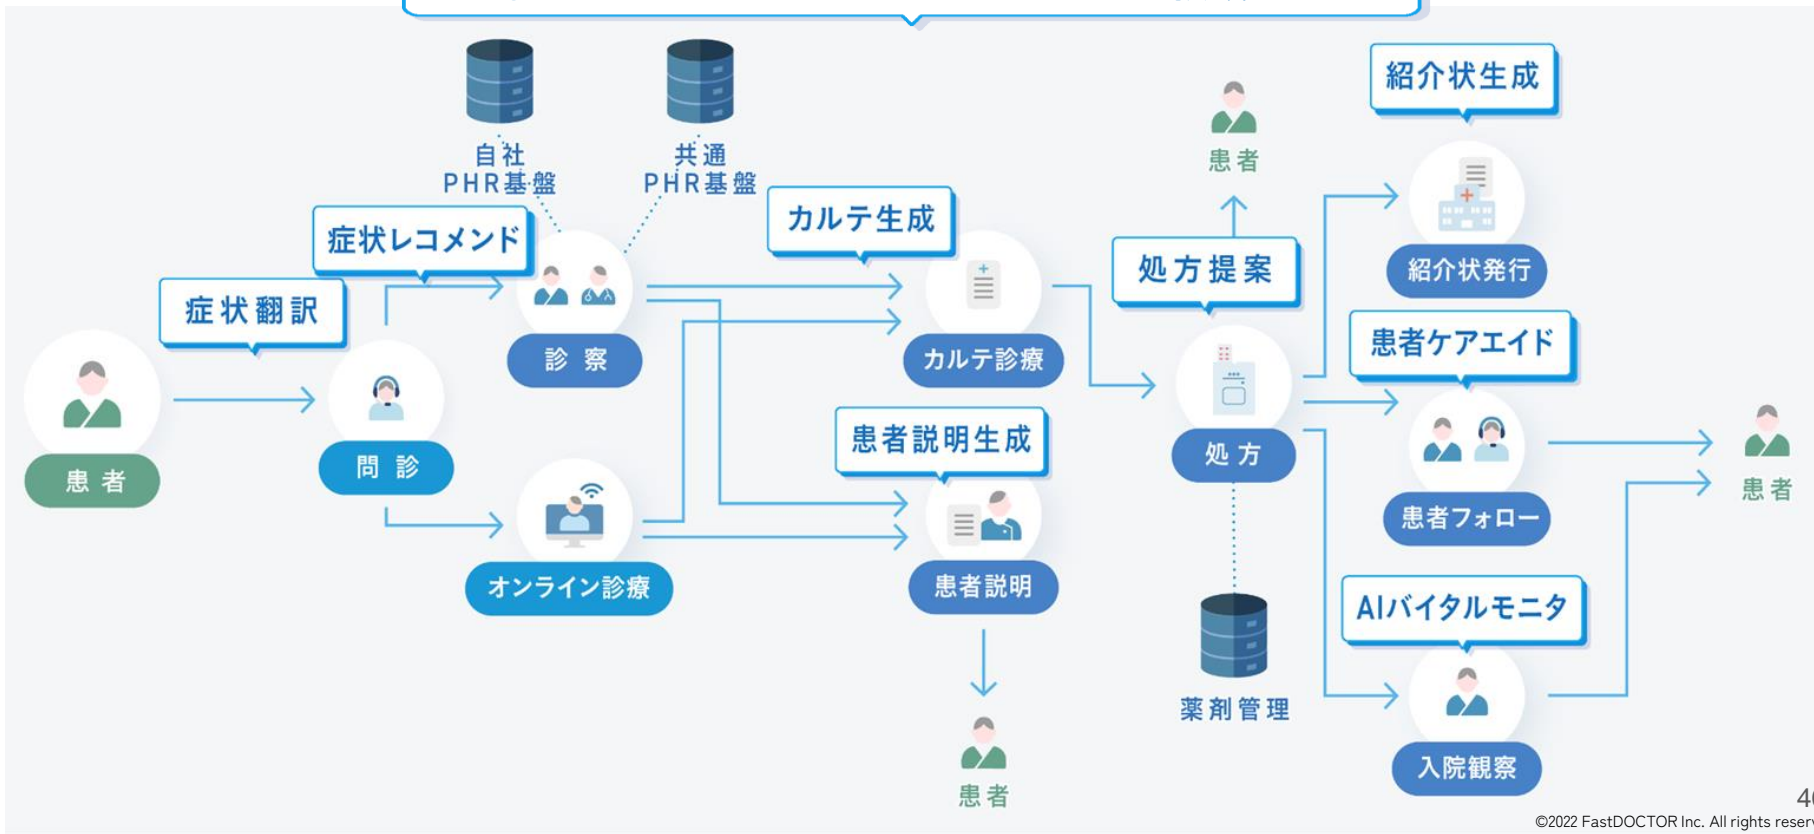 自社
PHR基盤
共通
PHR基盤
患者
紹介状生成
症状レコメンド
カルテ生成
処方提案
紹介状発行
症状翻訳
診察
カルテ診療
患者ケアエイド
患者
問診
患者説明生成
処方
患者フォロー
患者
オンライン診療
患者説明
AIバイタルモニタ
薬剤管理
入院観察
患者
©2022 FastDOCTOR Inc. All rights reserv